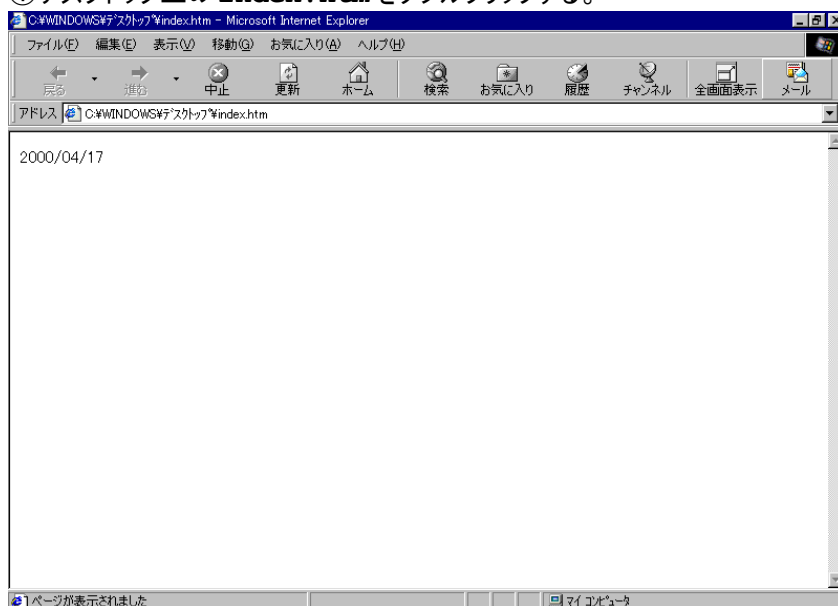 デスクトップ上の index.htm をダブルクリックする。
C:¥WINDOWS¥ﾃﾞｽｸﾄｯﾌﾟ¥index.htm - Microsoft Internet Explorer
ファイル(F) 編集(E) 表示(V) 移動(G) お気に入り(A) ヘルプ(H)
戻る 進む 中止 更新 ホーム 検索 お気に入り 履歴 チャンネル 全画面表示 メール
アドレス C:¥WINDOWS¥ﾃﾞｽｸﾄｯﾌﾟ¥index.htm
2000/04/17
ページが表示されました マイ ｺﾝﾋﾟｭｰﾀ